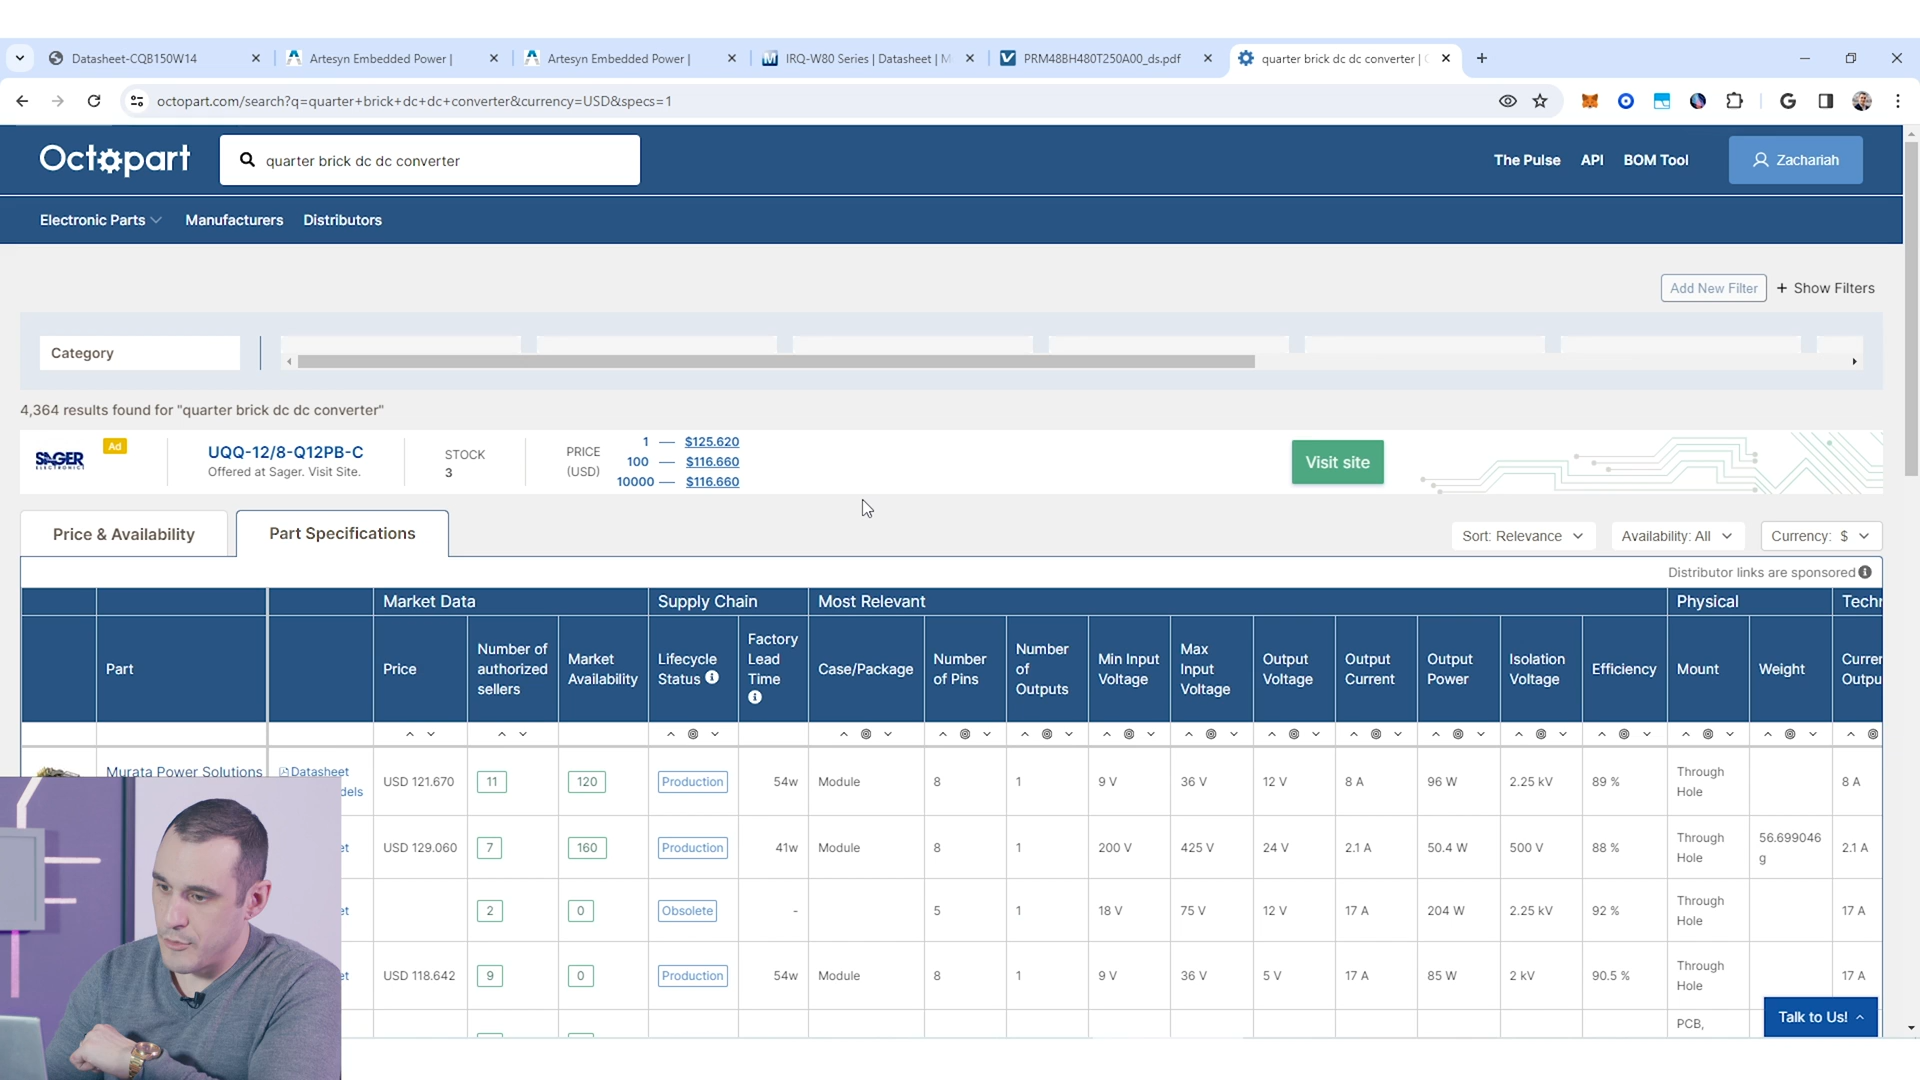 Datasheet-CQB150W14
Artesyn Embedded Power |
Artesyn Embedded Power |
IRQ-W80 Series | Datasheet | M
PRM48BH480T250A00_ds.pdf
quarter brick dc dc converter |
octopart.com/search?q=quarter+brick+dc+dc+converter&currency=USD&specs=1
Octopart
quarter brick dc dc converter
The Pulse
API
BOM Tool
Zachariah
Electronic Parts
Manufacturers
Distributors
Add New Filter
+ Show Filters
Category
4,364 results found for "quarter brick dc dc converter"
SAGER
ELECTRONICS
Ad
UQQ-12/8-Q12PB-C
Offered at Sager. Visit Site.
STOCK
3
PRICE
(USD)
1 — $125.620
100 — $116.660
10000 — $116.660
Visit site
Price & Availability
Part Specifications
Sort: Relevance
Availability: All
Currency: $
Distributor links are sponsored
Market Data
Supply Chain
Most Relevant
Physical
Techr
Part
Price
Number of
authorized
sellers
Market
Availability
Lifecycle
Status
Factory
Lead
Time
Case/Package
Number
of Pins
Number
of
Outputs
Min Input
Voltage
Max
Input
Voltage
Output
Voltage
Output
Current
Output
Power
Isolation
Voltage
Efficiency
Mount
Weight
Curren
Outpu
Murata Power Solutions
Datasheet
dels
USD 121.670
11
120
Production
54w
Module
8
1
9 V
36 V
12 V
8 A
96 W
2.25 kV
89 %
Through
Hole
8 A
et
USD 129.060
7
160
Production
41w
Module
8
1
200 V
425 V
24 V
2.1 A
50.4 W
500 V
88 %
Through
Hole
56.699046
g
2.1 A
et
2
0
Obsolete
-
5
1
18 V
75 V
12 V
17 A
204 W
2.25 kV
92 %
Through
Hole
17 A
et
USD 118.642
9
0
Production
54w
Module
8
1
9 V
36 V
5 V
17 A
85 W
2 kV
90.5 %
Through
Hole
17 A
PCB,
Talk to Us!